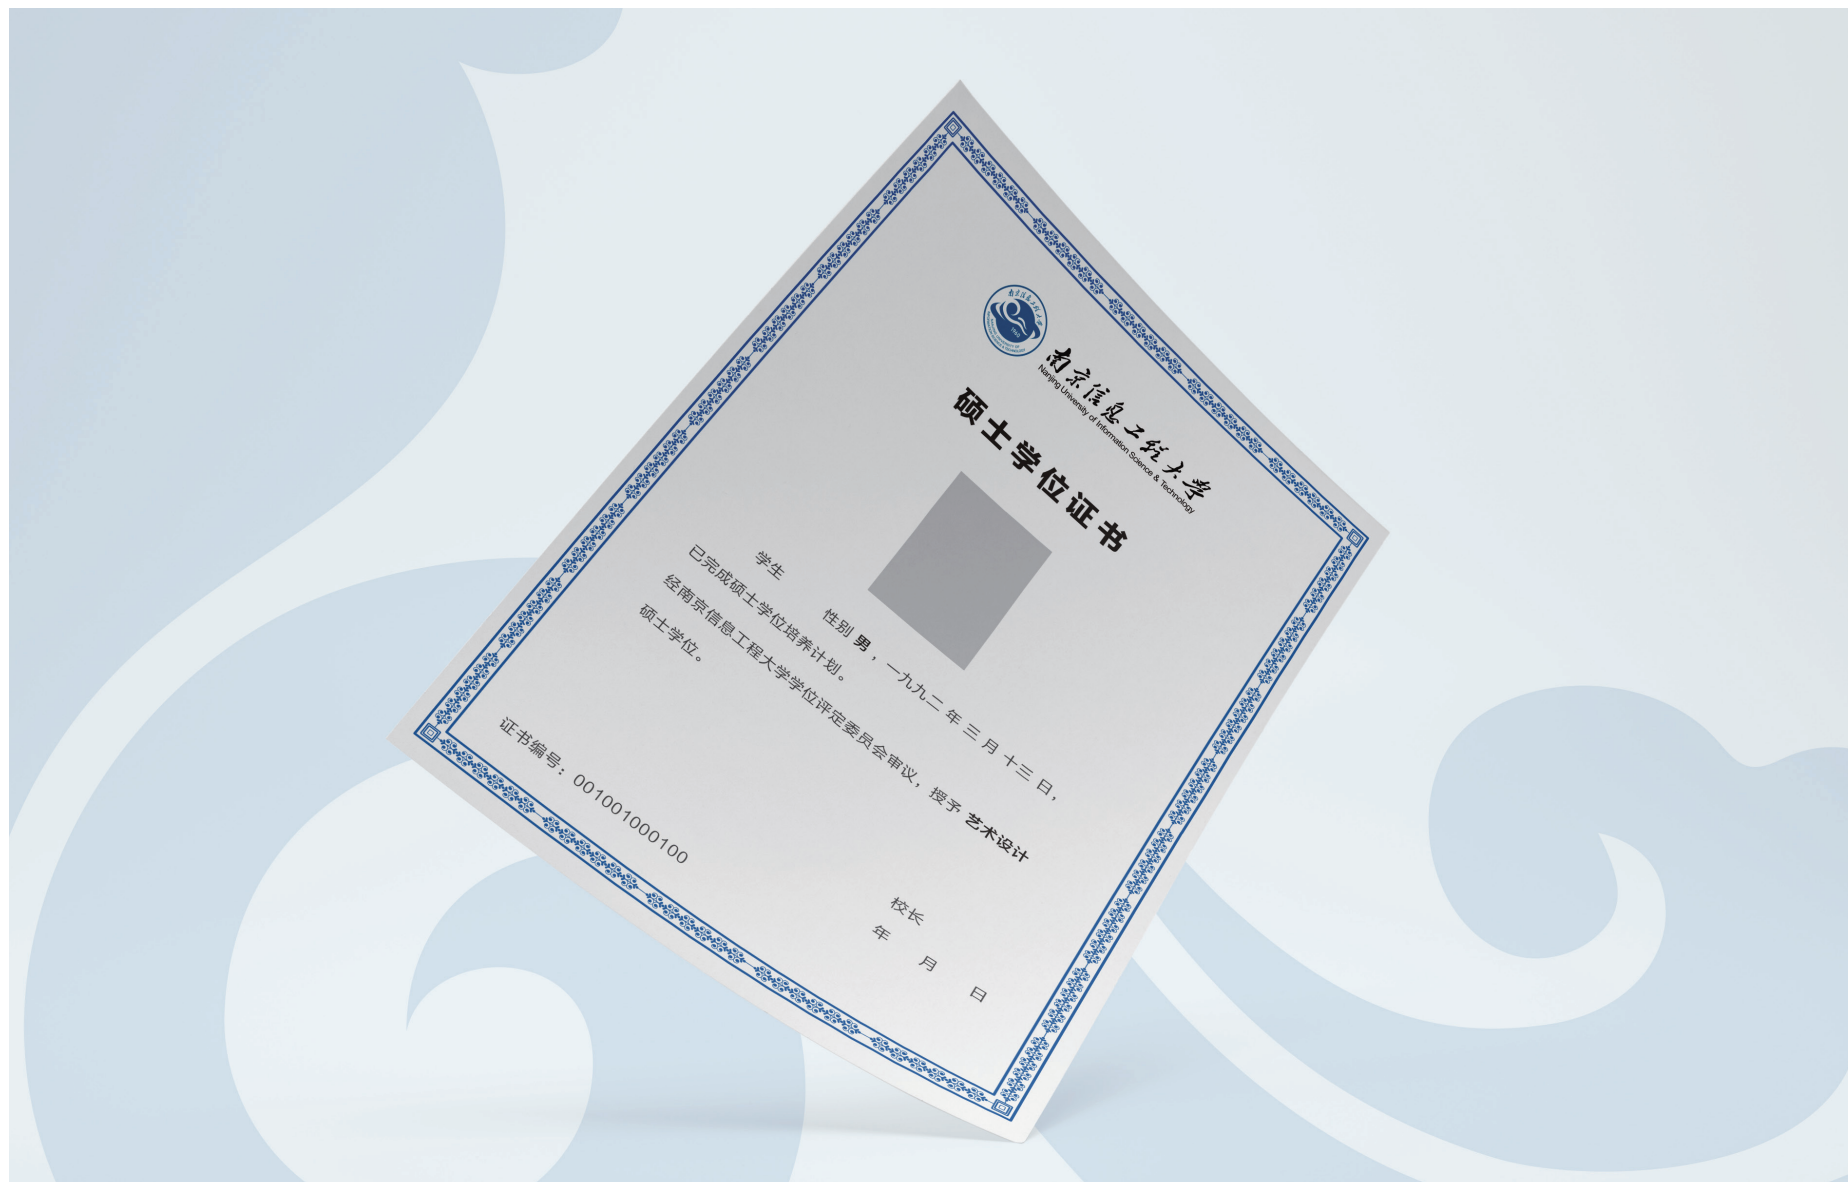 南京信息工程大学
Nanjing University of Information Science & Technology
硕士学位证书
学生 性别 男，一九九二 年 三 月 十三 日，
已完成硕士学位培养计划。
经南京信息工程大学学位评定委员会审议，授予 艺术设计
硕士学位。
证书编号：001001000100
校长
年 月 日